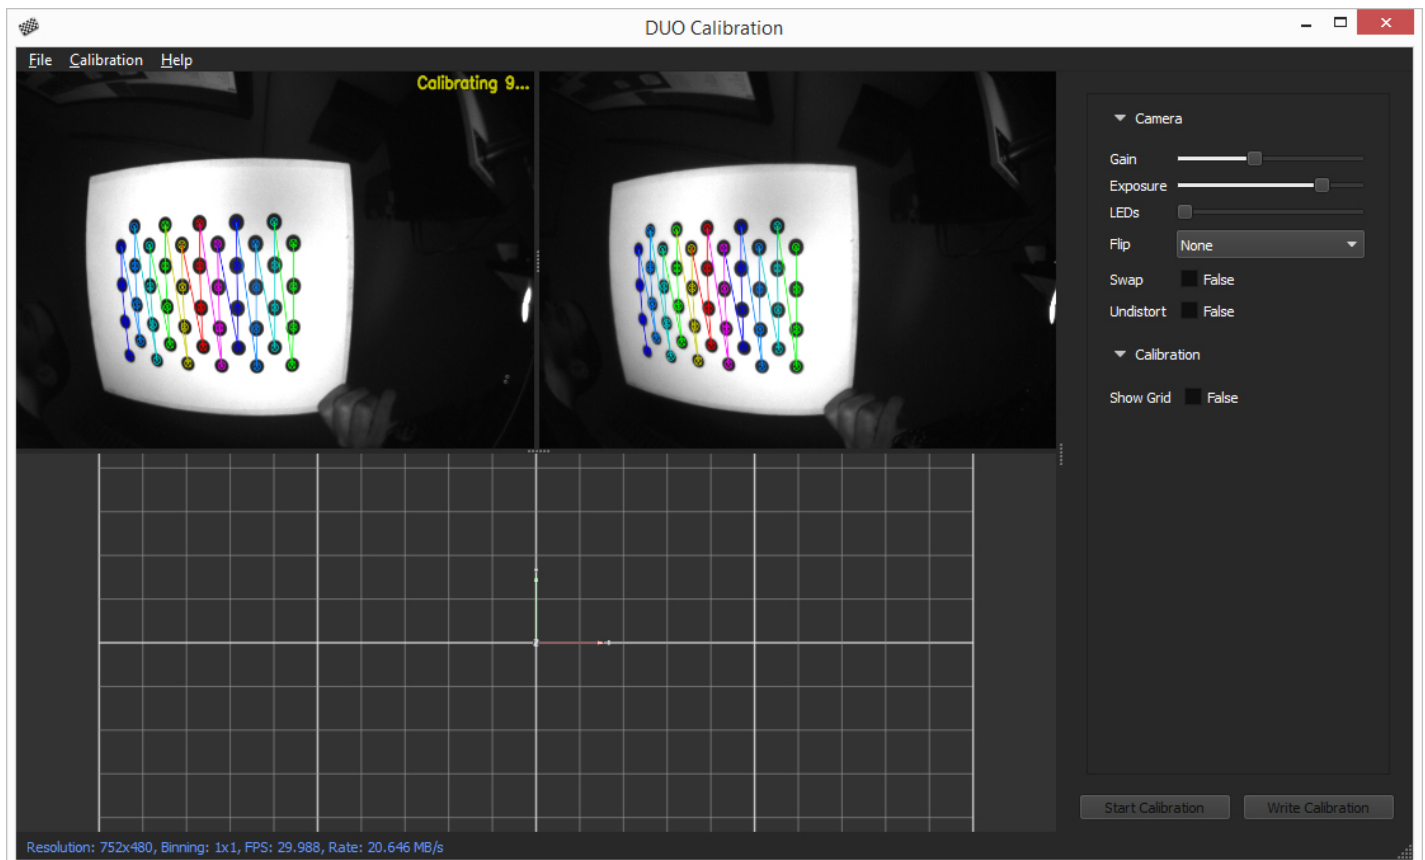 DUO Calibration
File Calibration Help
Calibrating 9...
Camera
Gain
Exposure
LEDs
Flip None
Swap False
Undistort False
Calibration
Show Grid False
Start Calibration Write Calibration
Resolution: 752x480, Binning: 1x1, FPS: 29.988, Rate: 20.646 MB/s